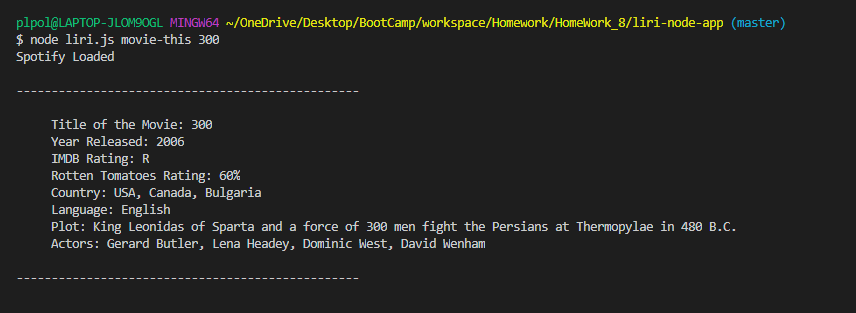 plpol@LAPTOP-JLOM9OGL MINGW64 ~/OneDrive/Desktop/BootCamp/workspace/Homework/HomeWork_8/liri-node-app (master)
$ node liri.js movie-this 300
Spotify Loaded
-------------------------------------------------
Title of the Movie: 300
Year Released: 2006
IMDB Rating: R
Rotten Tomatoes Rating: 60%
Country: USA, Canada, Bulgaria
Language: English
Plot: King Leonidas of Sparta and a force of 300 men fight the Persians at Thermopylae in 480 B.C.
Actors: Gerard Butler, Lena Headey, Dominic West, David Wenham
-------------------------------------------------